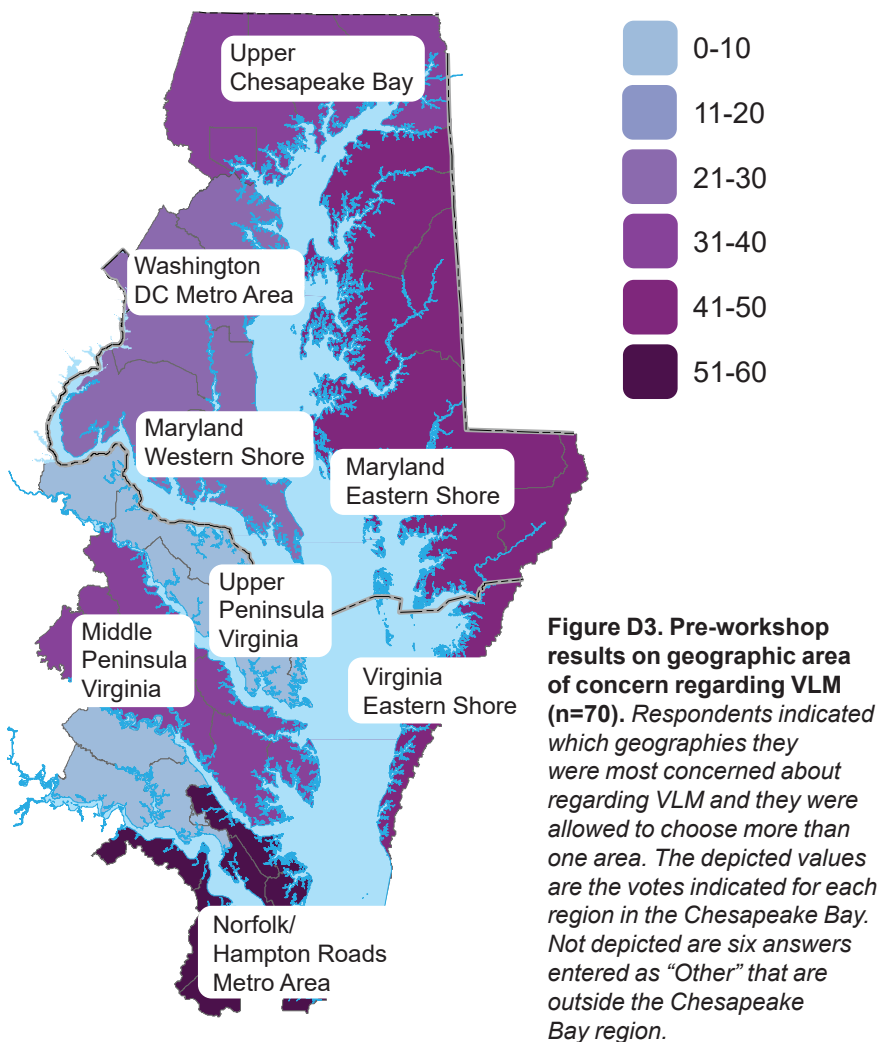 Upper
Chesapeake Bay
Washington
DC Metro Area
Maryland
Western Shore
Maryland
Eastern Shore
Upper
Peninsula
Virginia
Middle
Peninsula
Virginia
Virginia
Eastern Shore
Norfolk/
Hampton Roads
Metro Area
0-10
11-20
21-30
31-40
41-50
51-60
Figure D3. Pre-workshop
results on geographic area
of concern regarding VLM
(n=70). Respondents indicated
which geographies they
were most concerned about
regarding VLM and they were
allowed to choose more than
one area. The depicted values
are the votes indicated for each
region in the Chesapeake Bay.
Not depicted are six answers
entered as “Other” that are
outside the Chesapeake
Bay region.